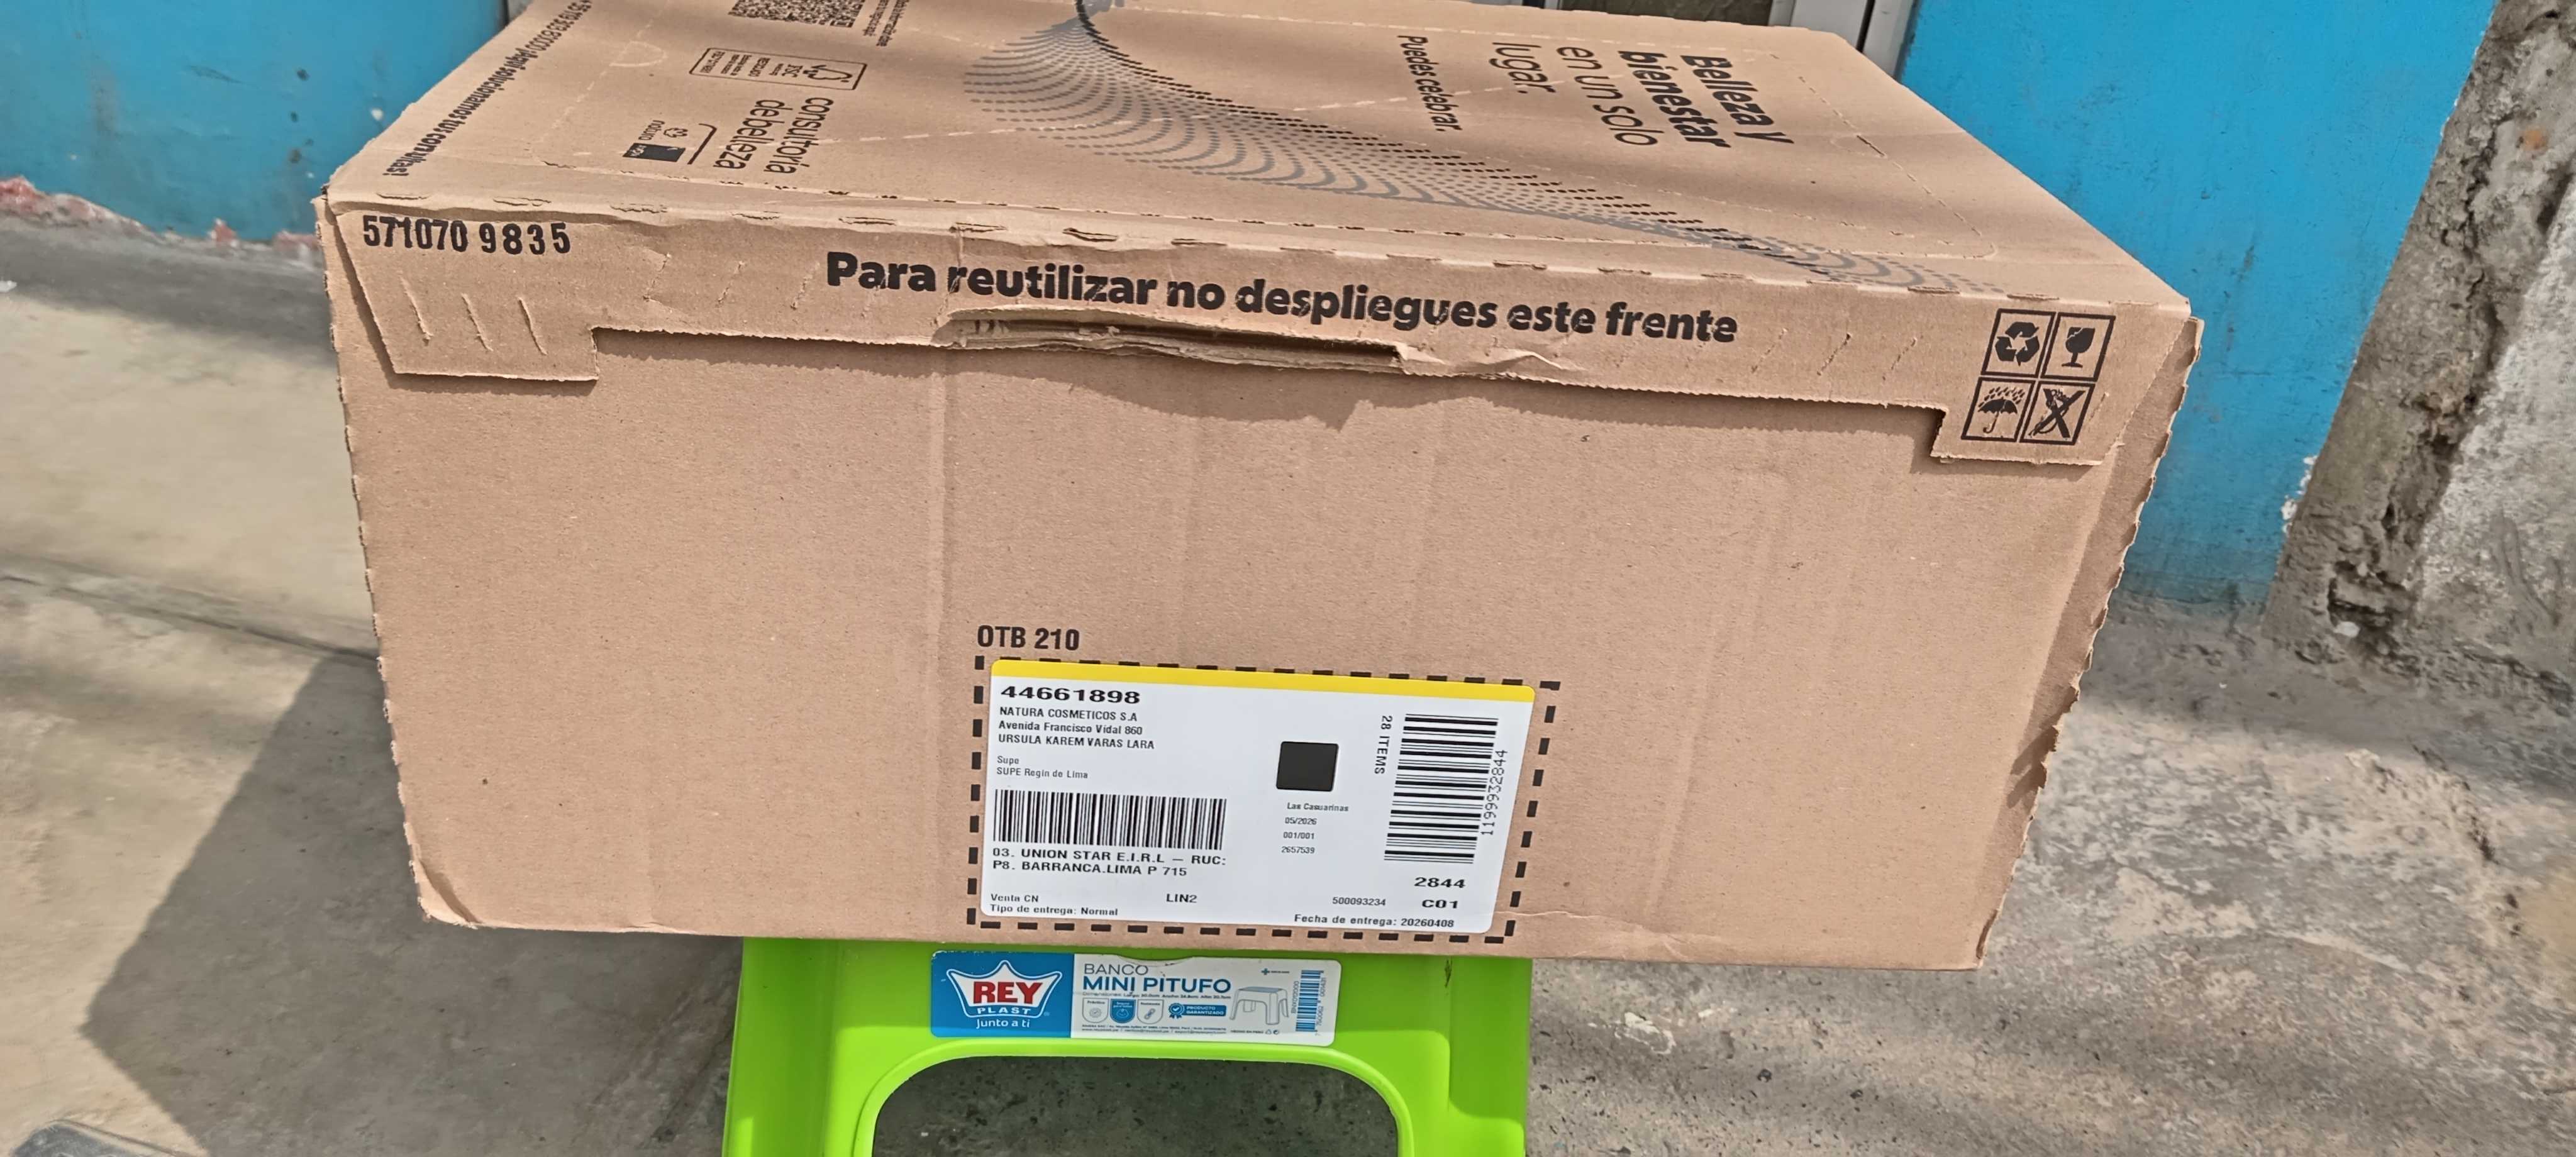 Belleza y
bienestar
en un solo
lugar.
Puedes celebrar.
consultoría
de belleza
natura
571070 9835
Para reutilizar no despliegues este frente
OTB 210
44661898
NATURA COSMETICOS S.A
Avenida Francisco Vidal 860
URSULA KAREM VARAS LARA
Supe
SUPE Regin de Lima
28 ITEMS
1199932844
Las Casuarinas
05/2026
001/001
2657539
03. UNION STAR E.I.R.L – RUC:
P8. BARRANCA.LIMA P 715
2844
Venta CN
LIN2
500093234
C01
Tipo de entrega: Normal
Fecha de entrega: 20260408
REY
PLAST
junto a ti
BANCO
MINI PITUFO
PRODUCTO
GARANTIZADO